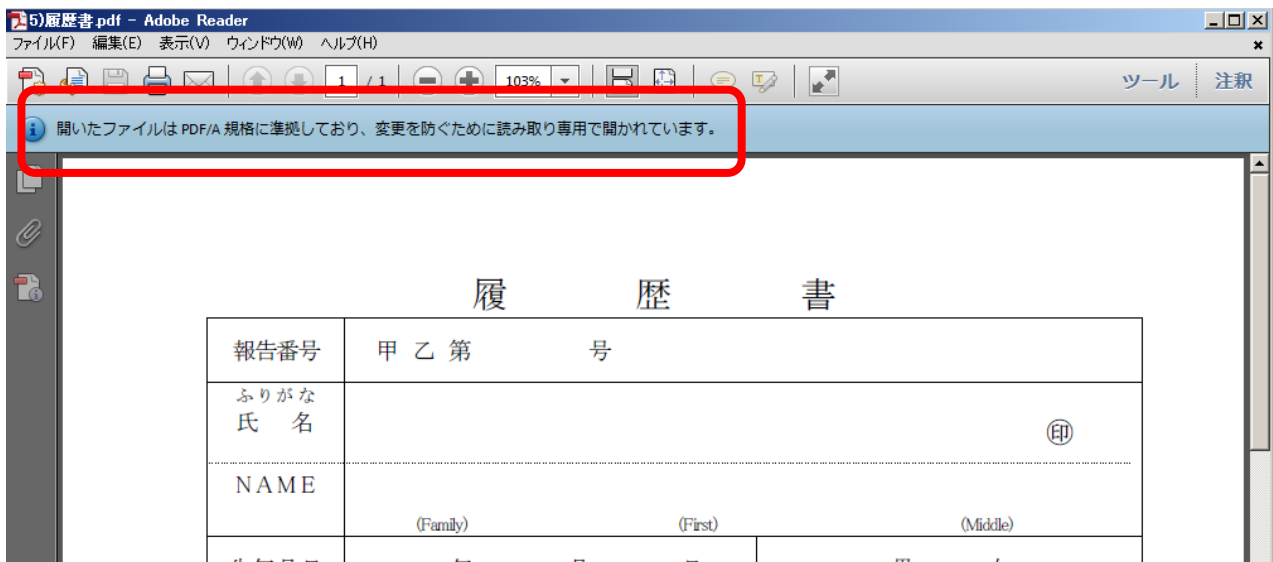 5)履歴書.pdf - Adobe Reader
ファイル(F) 編集(E) 表示(V) ウィンドウ(W) ヘルプ(H)
1 / 1 103% ツール 注釈
開いたファイルは PDF/A 規格に準拠しており、変更を防ぐために読み取り専用で開かれています。
履 歴 書
報告番号 甲 乙 第 号
ふりがな
氏 名 ㊞
NAME
(Family) (First) (Middle)